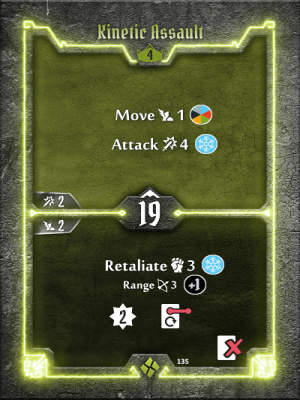 Kinetic Assault
4
Move 1
Attack 4
2
19
2
Retaliate 3
Range 3 +1
2
135